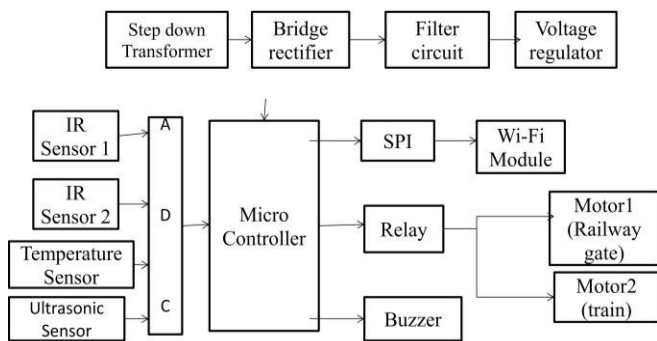 Step down
Transformer
Bridge
rectifier
Filter
circuit
Voltage
regulator
IR
Sensor 1
IR
Sensor 2
Temperature
Sensor
Ultrasonic
Sensor
A
D
C
Micro
Controller
SPI
Wi-Fi
Module
Relay
Motor1
(Railway
gate)
Motor2
(train)
Buzzer